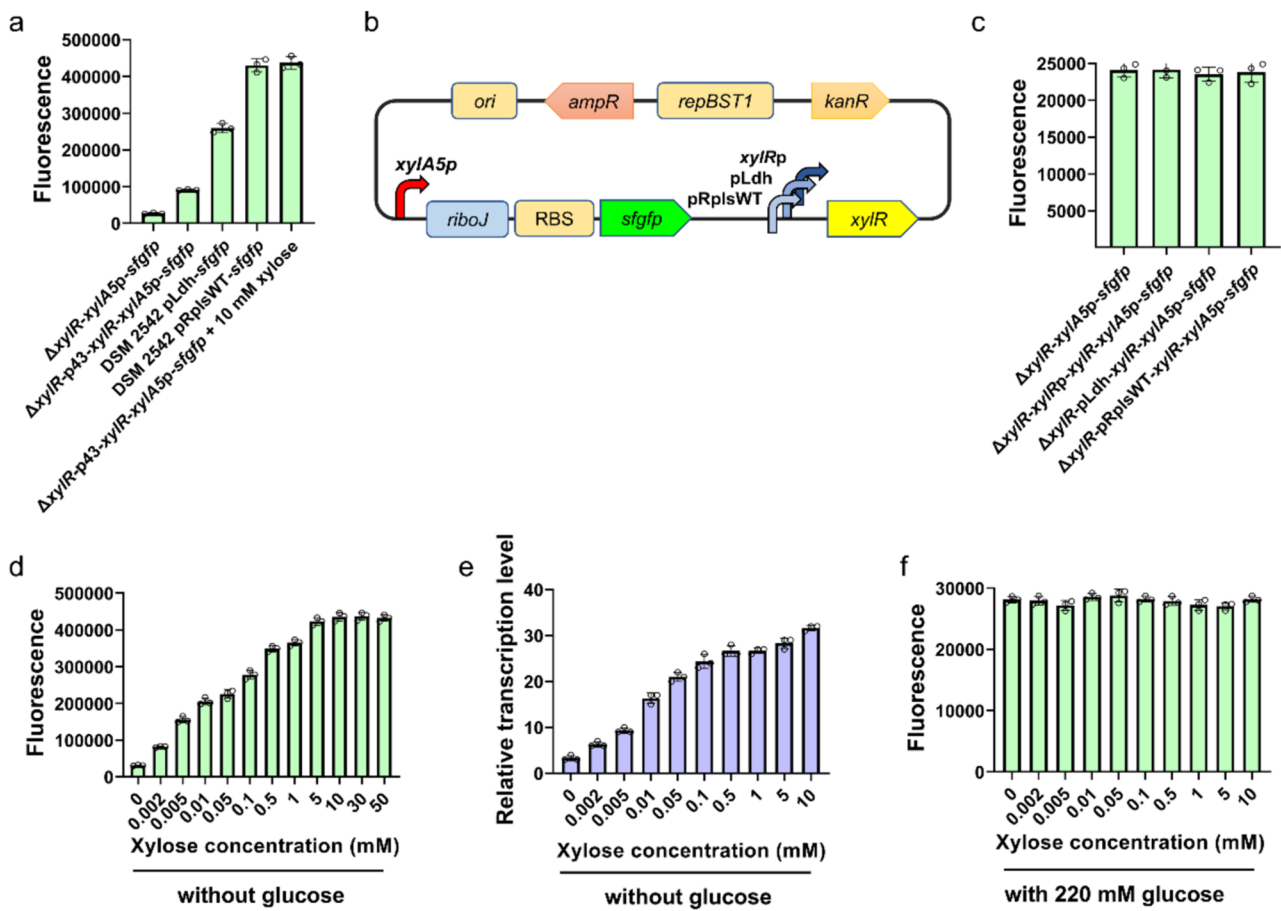 a
Fluorescence
500000
400000
300000
200000
100000
0
ΔxylR-xylA5p-sfgfp
ΔxylR-p43-xylR-xylA5p-sfgfp
DSM 2542 pLdh-sfgfp
DSM 2542 pRplsWT-sfgfp
ΔxylR-p43-xylR-xylA5p-sfgfp + 10 mM xylose
b
ori
ampR
repBST1
kanR
xylA5p
xylRp
pLdh
pRplsWT
riboJ
RBS
sfgfp
xylR
c
Fluorescence
25000
20000
15000
10000
5000
ΔxylR-xylA5p-sfgfp
ΔxylR-xylRp-xylR-xylA5p-sfgfp
ΔxylR-pLdh-xylR-xylA5p-sfgfp
ΔxylR-pRplsWT-xylR-xylA5p-sfgfp
d
Fluorescence
500000
400000
300000
200000
100000
0
0
0.002
0.005
0.01
0.05
0.1
0.5
1
5
10
30
50
Xylose concentration (mM)
without glucose
e
Relative transcription level
40
30
20
10
0
0
0.002
0.005
0.01
0.05
0.1
0.5
1
5
10
Xylose concentration (mM)
without glucose
f
Fluorescence
30000
20000
10000
0
0
0.002
0.005
0.01
0.05
0.1
0.5
1
5
10
Xylose concentration (mM)
with 220 mM glucose